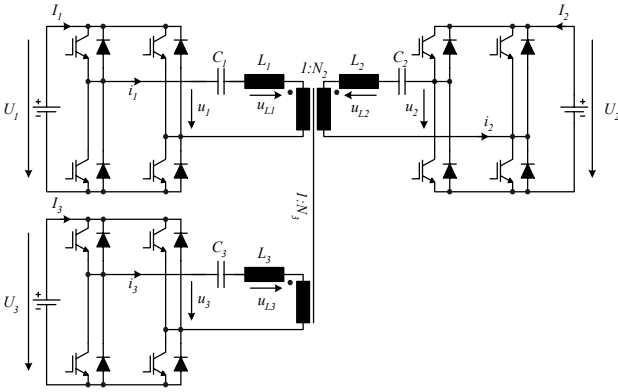 I1
I2
C1
L1
1:N2
L2
C2
U1
+
-
i1
uL1
u1
uL2
u2
i2
+
-
U2
I3
1:N3
C3
L3
U3
+
-
i3
uL3
u3